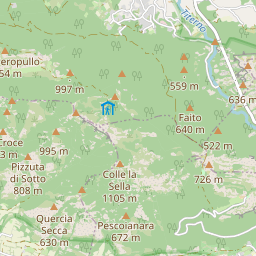 Titerno
eropullo
54 m
997 m
559 m
636 m
Faito
640 m
Croce
3 m
995 m
522 m
Pizzuta
di Sotto
808 m
Colle la
Sella
1105 m
726 m
Quercia
Secca
630 m
Pescoianara
672 m